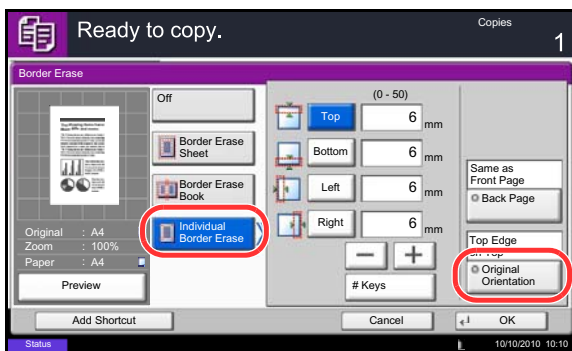 Ready to copy.
Copies
1
Border Erase
Off
Border Erase
Sheet
Border Erase
Book
Individual
Border Erase
(0 - 50)
Top
6 mm
Bottom
6 mm
Left
6 mm
Right
6 mm
− +
# Keys
Same as
Front Page
Back Page
Top Edge
on Top
Original
Orientation
Original : A4
Zoom : 100%
Paper : A4
Preview
Add Shortcut
Cancel
OK
Status
10/10/2010 10:10